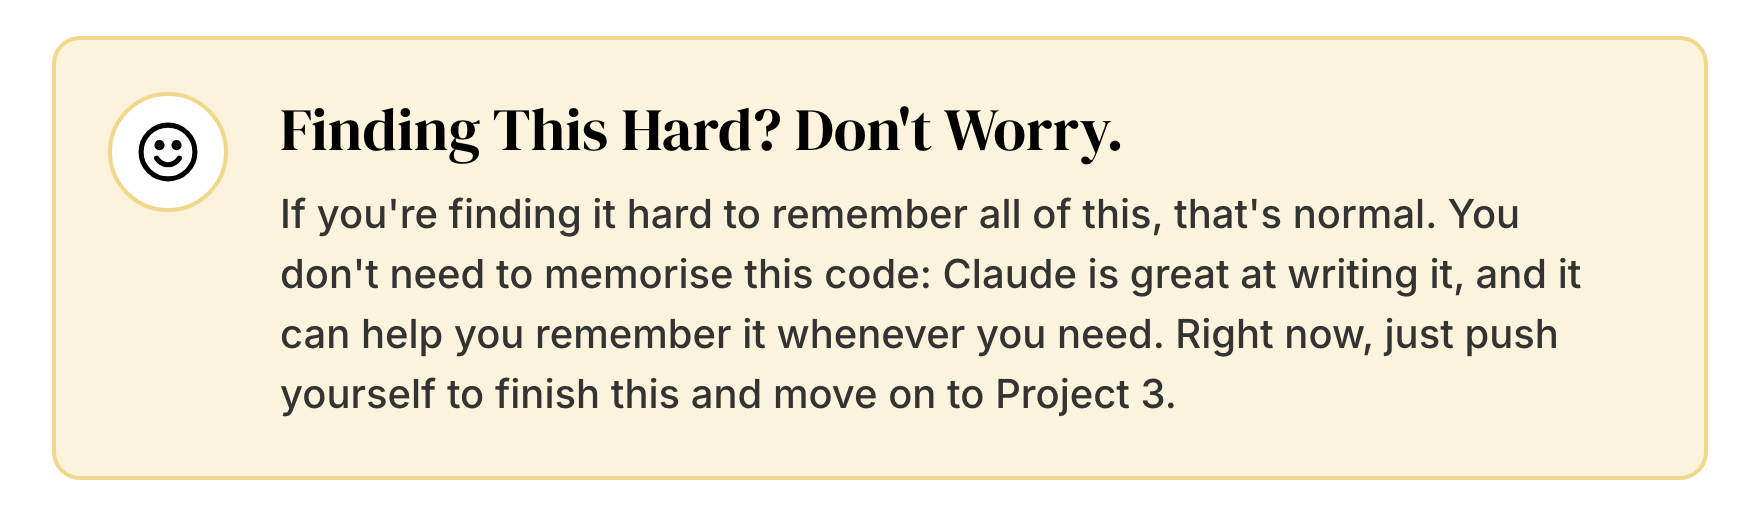 Finding This Hard? Don't Worry.
If you're finding it hard to remember all of this, that's normal. You
don't need to memorise this code: Claude is great at writing it, and it
can help you remember it whenever you need. Right now, just push
yourself to finish this and move on to Project 3.